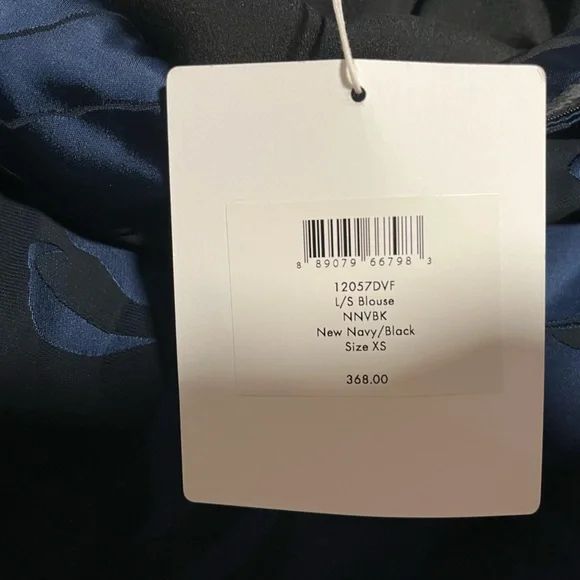 8 89079 66798 3
12057DVF
L/S Blouse
NNVBK
New Navy/Black
Size XS
368.00